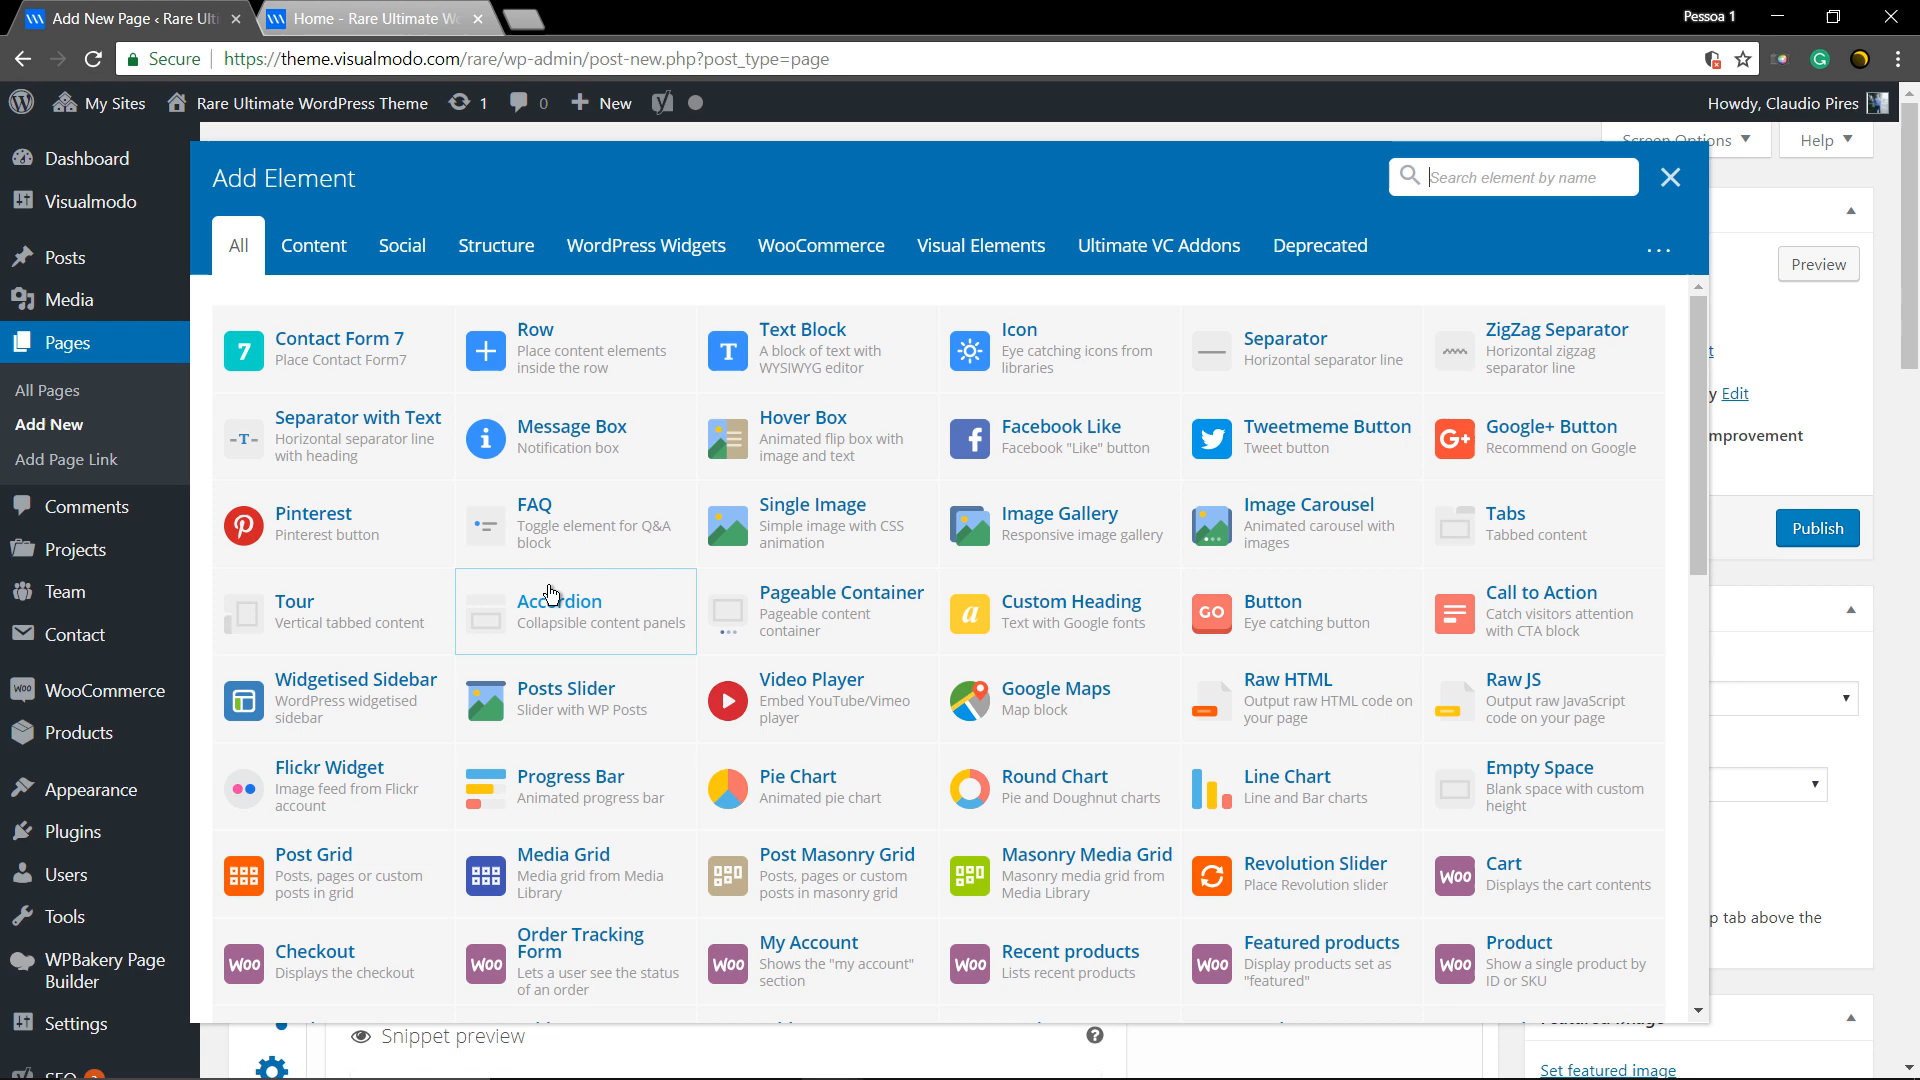 Add New Page ‹ Rare Ulti
Home - Rare Ultimate W
Pessoa 1
Secure
https://theme.visualmodo.com/rare/wp-admin/post-new.php?post_type=page
My Sites
Rare Ultimate WordPress Theme
1
0
New
Howdy, Claudio Pires
Screen Options
Help
Dashboard
Visualmodo
Posts
Media
Pages
All Pages
Add New
Add Page Link
Comments
Projects
Team
Contact
WooCommerce
Products
Appearance
Plugins
Users
Tools
WPBakery Page
Builder
Settings
Add Element
Search element by name
All
Content
Social
Structure
WordPress Widgets
WooCommerce
Visual Elements
Ultimate VC Addons
Deprecated
...
Contact Form 7
Place Contact Form7
Row
Place content elements
inside the row
Text Block
A block of text with
WYSIWYG editor
Icon
Eye catching icons from
libraries
Separator
Horizontal separator line
ZigZag Separator
Horizontal zigzag
separator line
Separator with Text
Horizontal separator line
with heading
Message Box
Notification box
Hover Box
Animated flip box with
image and text
Facebook Like
Facebook "Like" button
Tweetmeme Button
Tweet button
Google+ Button
Recommend on Google
Pinterest
Pinterest button
FAQ
Toggle element for Q&A
block
Single Image
Simple image with CSS
animation
Image Gallery
Responsive image gallery
Image Carousel
Animated carousel with
images
Tabs
Tabbed content
Tour
Vertical tabbed content
Accordion
Collapsible content panels
Pageable Container
Pageable content
container
Custom Heading
Text with Google fonts
GO
Button
Eye catching button
Call to Action
Catch visitors attention
with CTA block
Widgetised Sidebar
WordPress widgetised
sidebar
Posts Slider
Slider with WP Posts
Video Player
Embed YouTube/Vimeo
player
Google Maps
Map block
Raw HTML
Output raw HTML code on
your page
Raw JS
Output raw JavaScript
code on your page
Flickr Widget
Image feed from Flickr
account
Progress Bar
Animated progress bar
Pie Chart
Animated pie chart
Round Chart
Pie and Doughnut charts
Line Chart
Line and Bar charts
Empty Space
Blank space with custom
height
Post Grid
Posts, pages or custom
posts in grid
Media Grid
Media grid from Media
Library
Post Masonry Grid
Posts, pages or custom
posts in masonry grid
Masonry Media Grid
Masonry media grid from
Media Library
Revolution Slider
Place Revolution slider
Woo
Cart
Displays the cart contents
Woo
Checkout
Displays the checkout
Woo
Order Tracking
Form
Lets a user see the status
of an order
Woo
My Account
Shows the "my account"
section
Woo
Recent products
Lists recent products
Woo
Featured products
Display products set as
"featured"
Woo
Product
Show a single product by
ID or SKU
Preview
y Edit
mprovement
Publish
p tab above the
Snippet preview
Set featured image